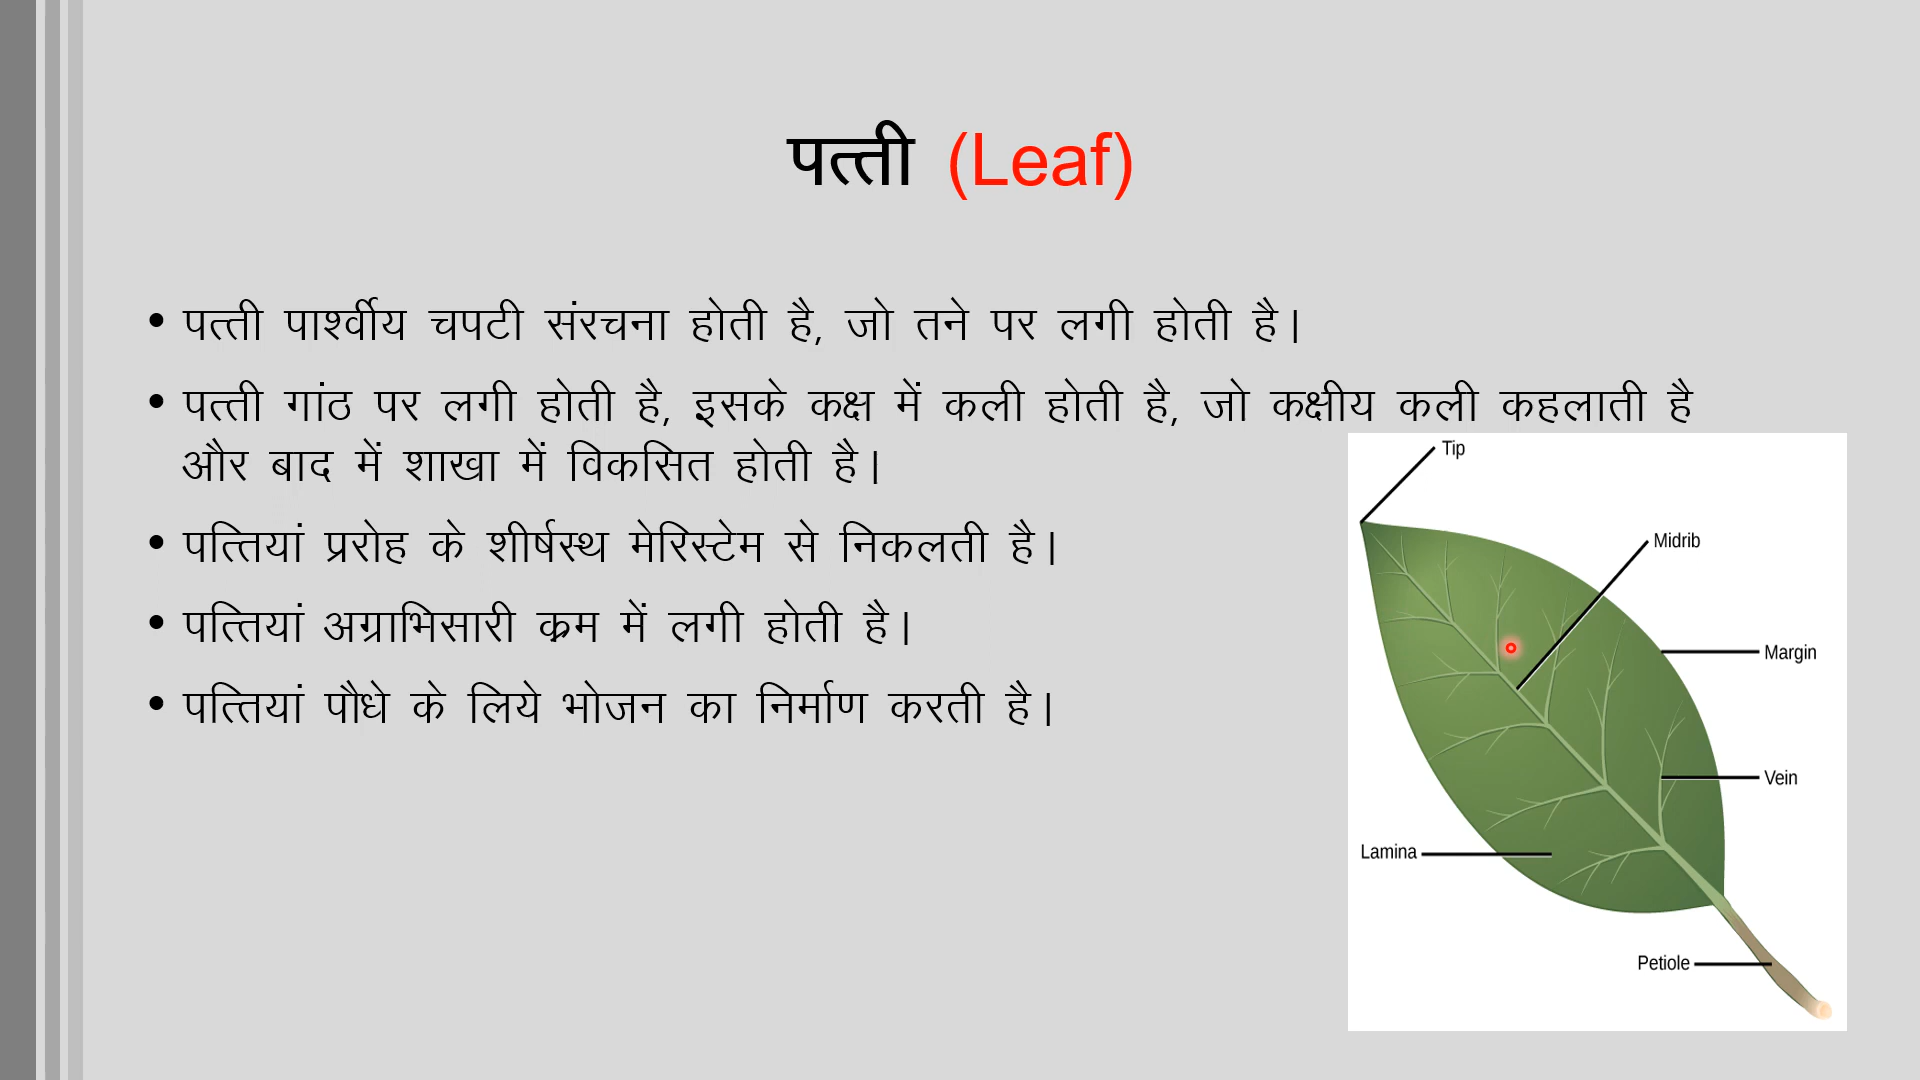 पत्ती (Leaf)
• पत्ती पार्श्वीय चपटी संरचना होती है, जो तने पर लगी होती है।
• पत्ती गांठ पर लगी होती है, इसके कक्ष में कली होती है, जो कक्षीय कली कहलाती है
और बाद में शाखा में विकसित होती है।
• पत्तियां प्ररोह के शीर्षस्थ मेरिस्टेम से निकलती है।
• पत्तियां अग्राभिसारी क्रम में लगी होती है।
• पत्तियां पौधे के लिये भोजन का निर्माण करती है।
Tip
Midrib
Margin
Vein
Lamina
Petiole